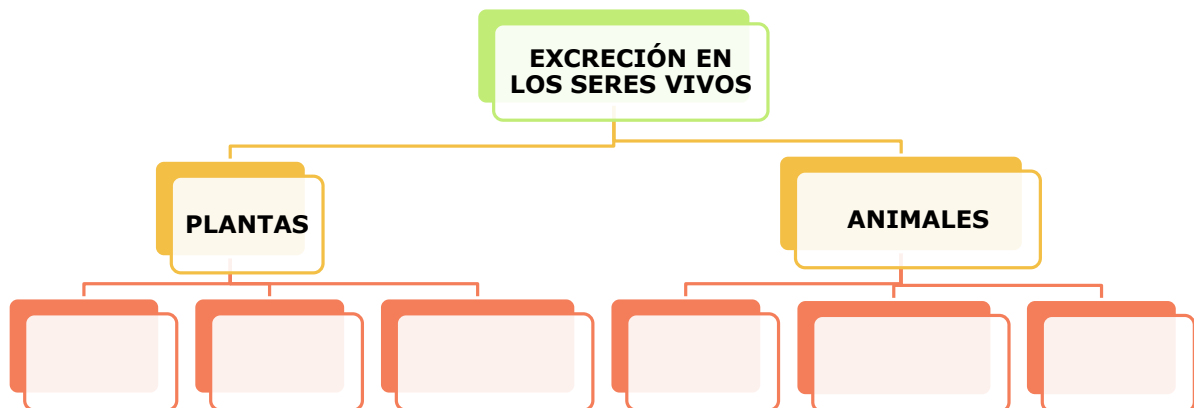 EXCRECIÓN EN
LOS SERES VIVOS
PLANTAS
ANIMALES